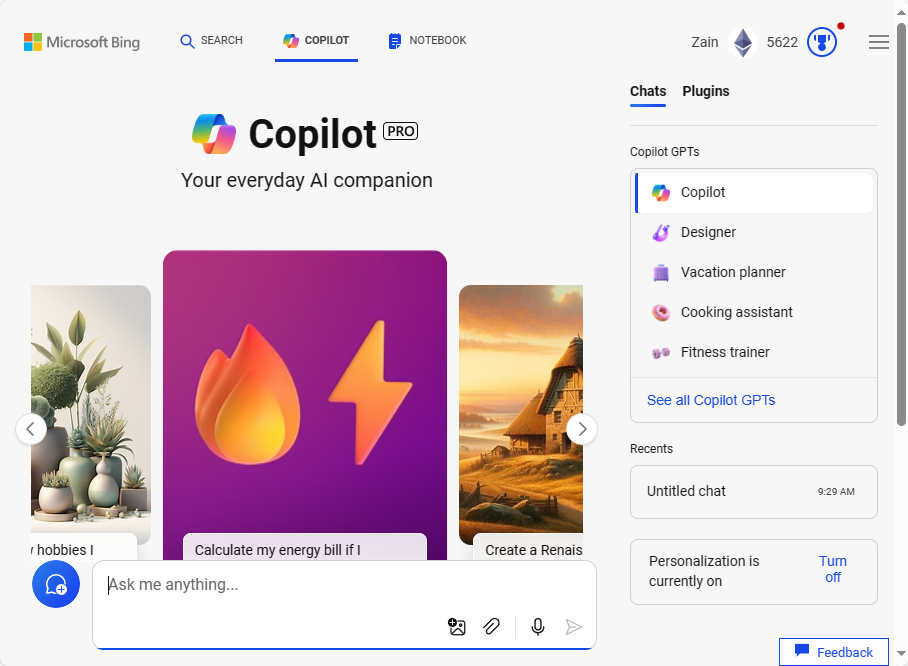 Microsoft Bing
SEARCH
COPILOT
NOTEBOOK
Zain
5622
Copilot PRO
Your everyday AI companion
hobbies I
Calculate my energy bill if I
Create a Renais
Ask me anything...
Chats
Plugins
Copilot GPTs
Copilot
Designer
Vacation planner
Cooking assistant
Fitness trainer
See all Copilot GPTs
Recents
Untitled chat
9:29 AM
Personalization is
currently on
Turn
off
Feedback